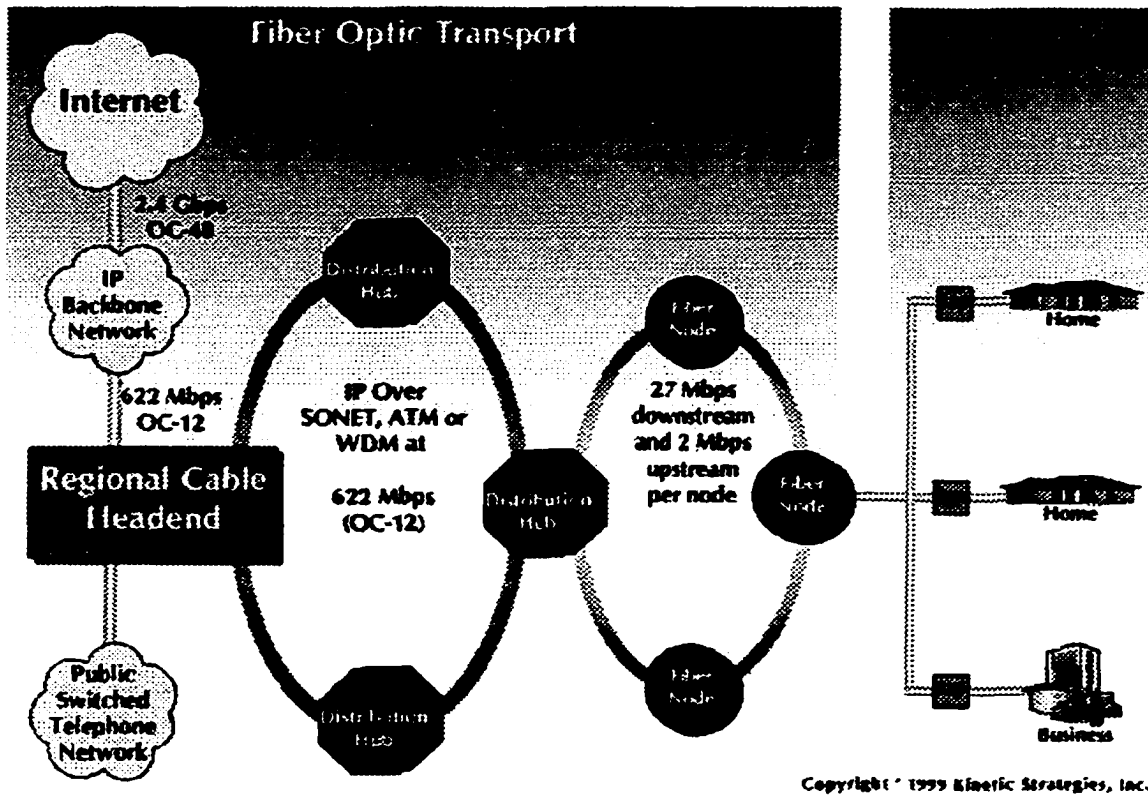 Fiber Optic Transport
Internet
2.4 Gbps
OC-48
IP
Backbone
Network
622 Mbps
OC-12
Regional Cable
Headend
Public
Switched
Telephone
Network
Distribution
Hub
IP Over
SONET, ATM or
WDM at
622 Mbps
(OC-12)
Distribution
Hub
Distribution
Hub
Fiber
Node
27 Mbps
downstream
and 2 Mbps
upstream
per node
Fiber
Node
Fiber
Node
Home
Home
Business
Copyright ' 1999 Kinetic Strategies, Inc.